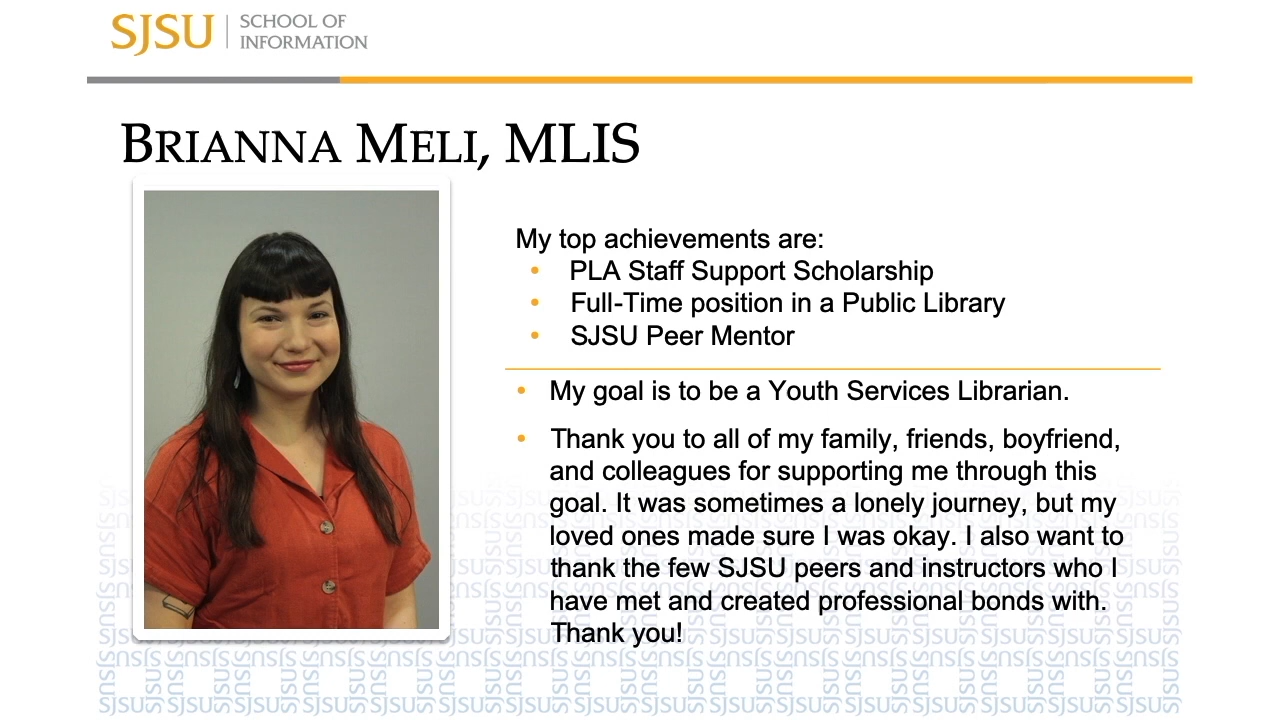 SJSU SCHOOL OF
INFORMATION
BRIANNA MELI, MLIS
My top achievements are:
• PLA Staff Support Scholarship
• Full-Time position in a Public Library
• SJSU Peer Mentor
• My goal is to be a Youth Services Librarian.
• Thank you to all of my family, friends, boyfriend,
and colleagues for supporting me through this
goal. It was sometimes a lonely journey, but my
loved ones made sure I was okay. I also want to
thank the few SJSU peers and instructors who I
have met and created professional bonds with.
Thank you!